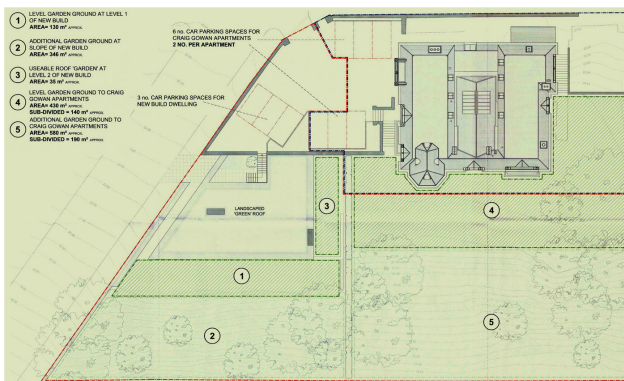 1 LEVEL GARDEN GROUND AT LEVEL 1
OF NEW BUILD
AREA= 130 m² APPROX.
2 ADDITIONAL GARDEN GROUND AT
SLOPE OF NEW BUILD
AREA= 346 m² APPROX.
3 USEABLE ROOF 'GARDEN' AT
LEVEL 2 OF NEW BUILD
AREA= 35 m² APPROX.
4 LEVEL GARDEN GROUND TO CRAIG
GOWAN APARTMENTS
AREA= 430 m² APPROX.
SUB-DIVIDED = 140 m² APPROX.
5 ADDITIONAL GARDEN GROUND TO
CRAIG GOWAN APARTMENTS
AREA= 580 m² APPROX.
SUB-DIVIDED = 190 m² APPROX.
6 no. CAR PARKING SPACES FOR
CRAIG GOWAN APARTMENTS
2 NO. PER APARTMENT
3 no. CAR PARKING SPACES FOR
NEW BUILD DWELLING
LANDSCAPED
'GREEN' ROOF
3
4
1
2
5